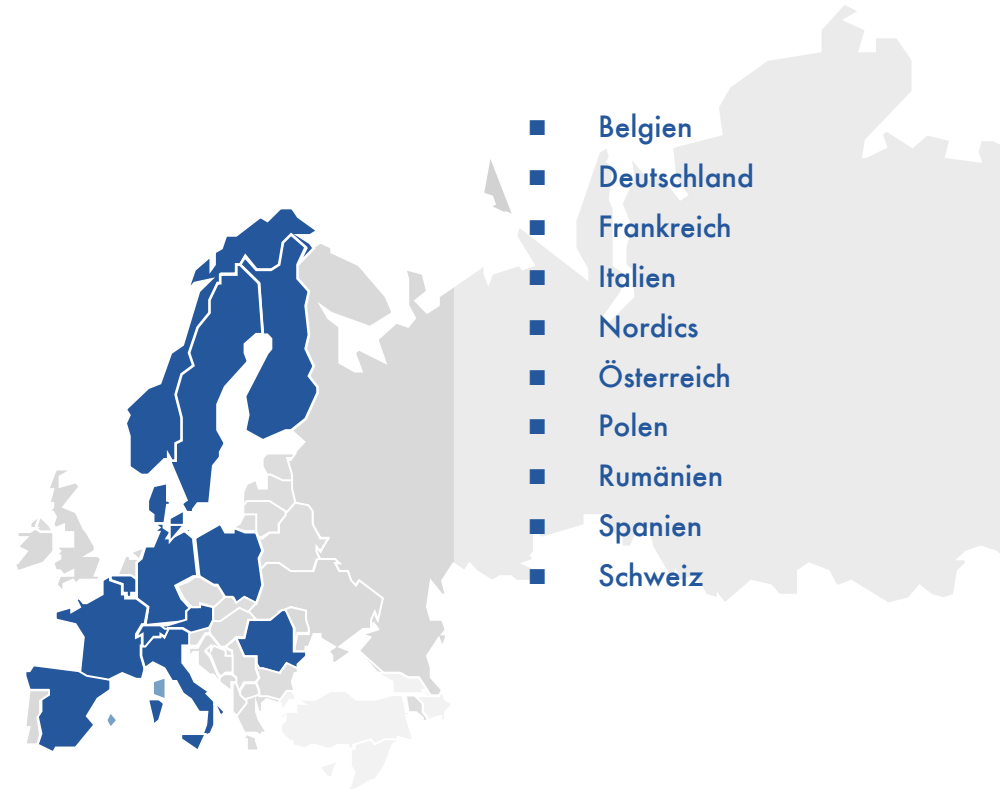 Belgien
Deutschland
Frankreich
Italien
Nordics
Österreich
Polen
Rumänien
Spanien
Schweiz